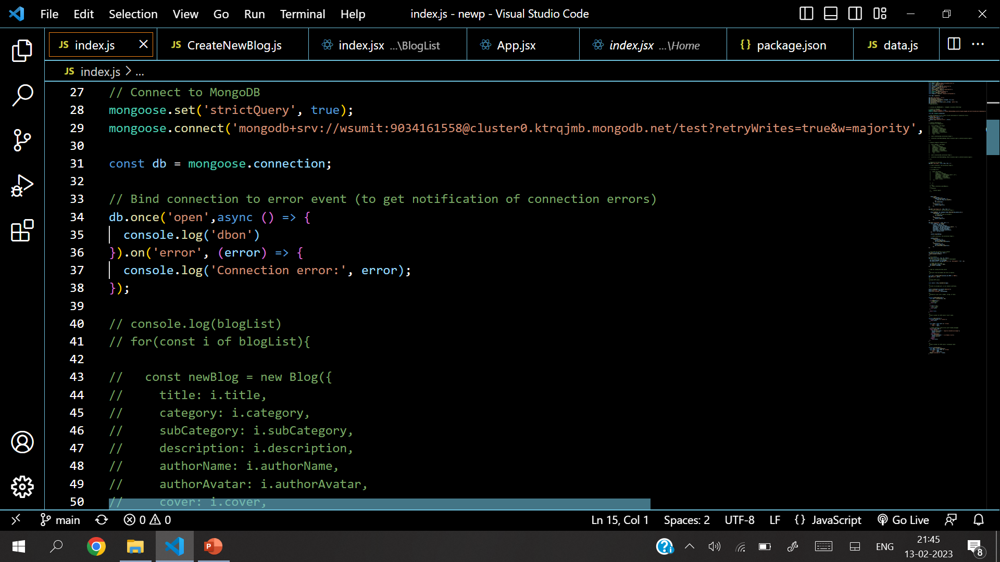 File Edit Selection View Go Run Terminal Help index.js - newp - Visual Studio Code
JS index.js JS CreateNewBlog.js index.jsx ...\BlogList App.jsx index.jsx ...\Home {} package.json JS data.js
JS index.js > ...
27 // Connect to MongoDB
28 mongoose.set('strictQuery', true);
29 mongoose.connect('mongodb+srv://wsumit:9034161558@cluster0.ktrqjmb.mongodb.net/test?retryWrites=true&w=majority',
30
31 const db = mongoose.connection;
32
33 // Bind connection to error event (to get notification of connection errors)
34 db.once('open',async () => {
35   console.log('dbon')
36 }).on('error', (error) => {
37   console.log('Connection error:', error);
38 });
39
40 // console.log(blogList)
41 // for(const i of blogList){
42
43 //   const newBlog = new Blog({
44 //     title: i.title,
45 //     category: i.category,
46 //     subCategory: i.subCategory,
47 //     description: i.description,
48 //     authorName: i.authorName,
49 //     authorAvatar: i.authorAvatar,
50 //     cover: i.cover,
main 0 0 Ln 15, Col 1 Spaces: 2 UTF-8 LF {} JavaScript Go Live
ENG 21:45
13-02-2023 8